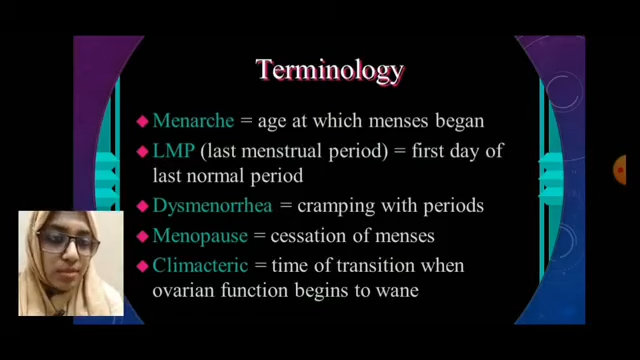 Terminology
Menarche = age at which menses began
LMP (last menstrual period) = first day of
last normal period
Dysmenorrhea = cramping with periods
Menopause = cessation of menses
Climacteric = time of transition when
ovarian function begins to wane